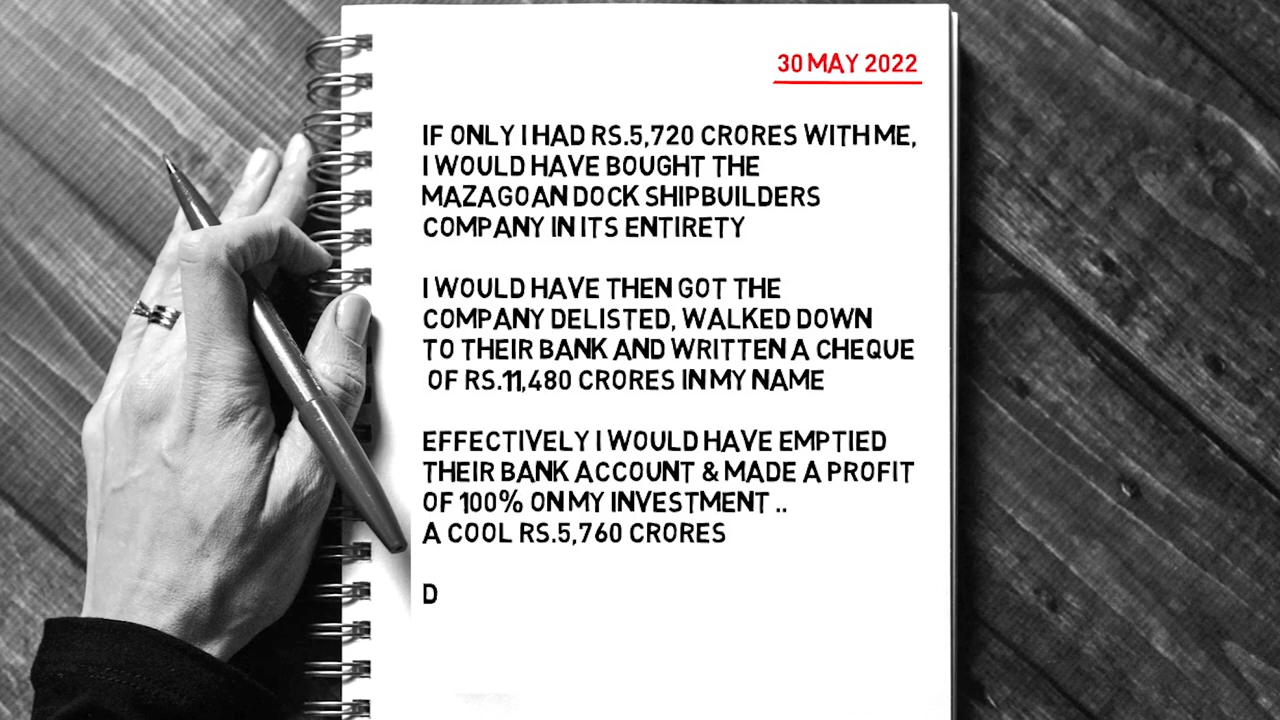 30 MAY 2022
IF ONLY I HAD RS.5,720 CRORES WITH ME,
I WOULD HAVE BOUGHT THE
MAZAGOAN DOCK SHIPBUILDERS
COMPANY IN ITS ENTIRETY
I WOULD HAVE THEN GOT THE
COMPANY DELISTED, WALKED DOWN
TO THEIR BANK AND WRITTEN A CHEQUE
OF RS.11,480 CRORES IN MY NAME
EFFECTIVELY I WOULD HAVE EMPTIED
THEIR BANK ACCOUNT & MADE A PROFIT
OF 100% ON MY INVESTMENT ..
A COOL RS.5,760 CRORES
D